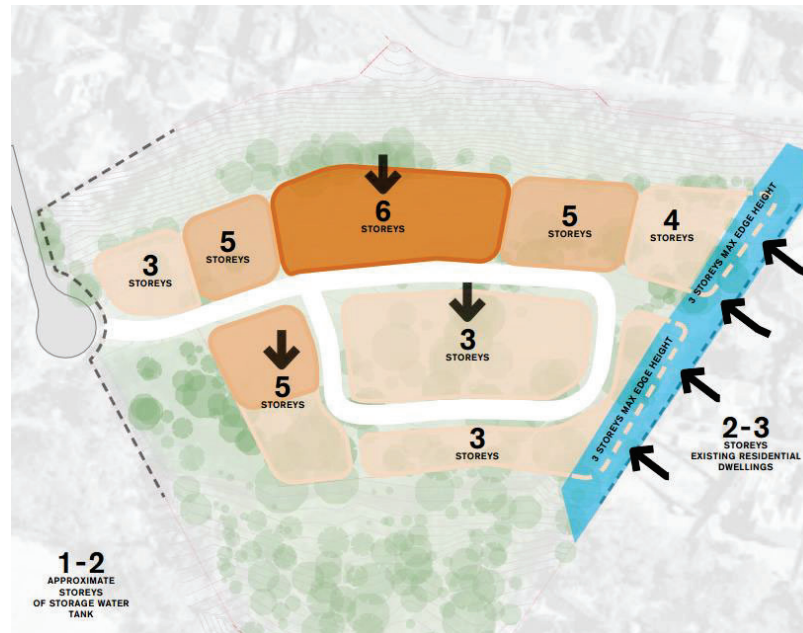 6
STOREYS
5
STOREYS
4
STOREYS
5
STOREYS
3
STOREYS
3 STOREYS MAX EDGE HEIGHT
3
STOREYS
5
STOREYS
3 STOREYS MAX EDGE HEIGHT
3
STOREYS
2-3
STOREYS
EXISTING RESIDENTIAL
DWELLINGS
1-2
APPROXIMATE
STOREYS
OF STORAGE WATER
TANK